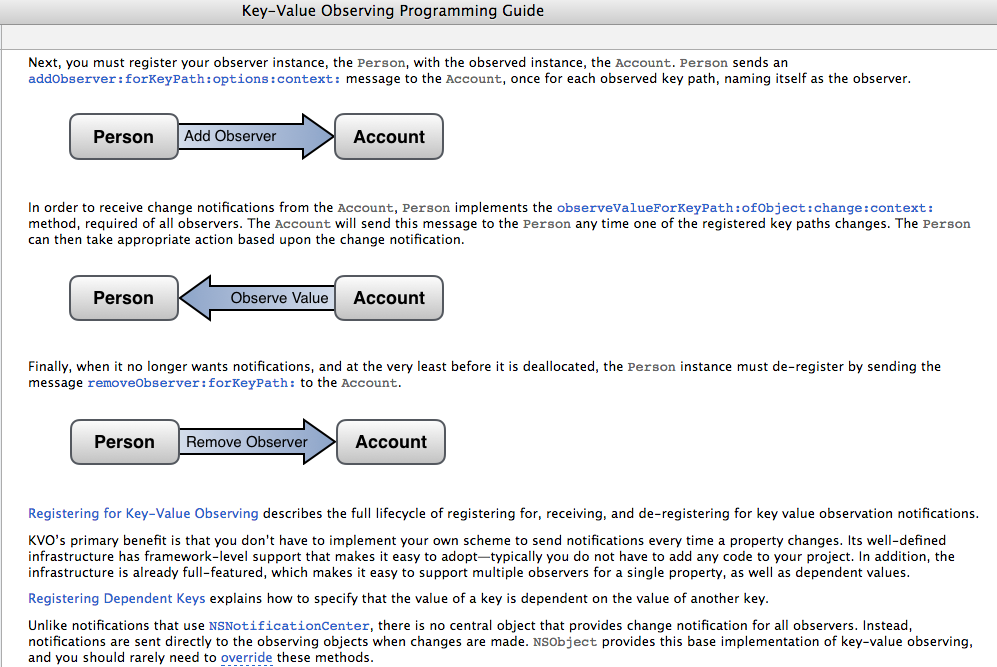 Key-Value Observing Programming Guide
Next, you must register your observer instance, the Person, with the observed instance, the Account. Person sends an
addObserver:forKeyPath:options:context: message to the Account, once for each observed key path, naming itself as the observer.
Person Add Observer Account
In order to receive change notifications from the Account, Person implements the observeValueForKeyPath:ofObject:change:context:
method, required of all observers. The Account will send this message to the Person any time one of the registered key paths changes. The Person
can then take appropriate action based upon the change notification.
Person Observe Value Account
Finally, when it no longer wants notifications, and at the very least before it is deallocated, the Person instance must de-register by sending the
message removeObserver:forKeyPath: to the Account.
Person Remove Observer Account
Registering for Key-Value Observing describes the full lifecycle of registering for, receiving, and de-registering for key value observation notifications.
KVO’s primary benefit is that you don’t have to implement your own scheme to send notifications every time a property changes. Its well-defined
infrastructure has framework-level support that makes it easy to adopt—typically you do not have to add any code to your project. In addition, the
infrastructure is already full-featured, which makes it easy to support multiple observers for a single property, as well as dependent values.
Registering Dependent Keys explains how to specify that the value of a key is dependent on the value of another key.
Unlike notifications that use NSNotificationCenter, there is no central object that provides change notification for all observers. Instead,
notifications are sent directly to the observing objects when changes are made. NSObject provides this base implementation of key-value observing,
and you should rarely need to override these methods.